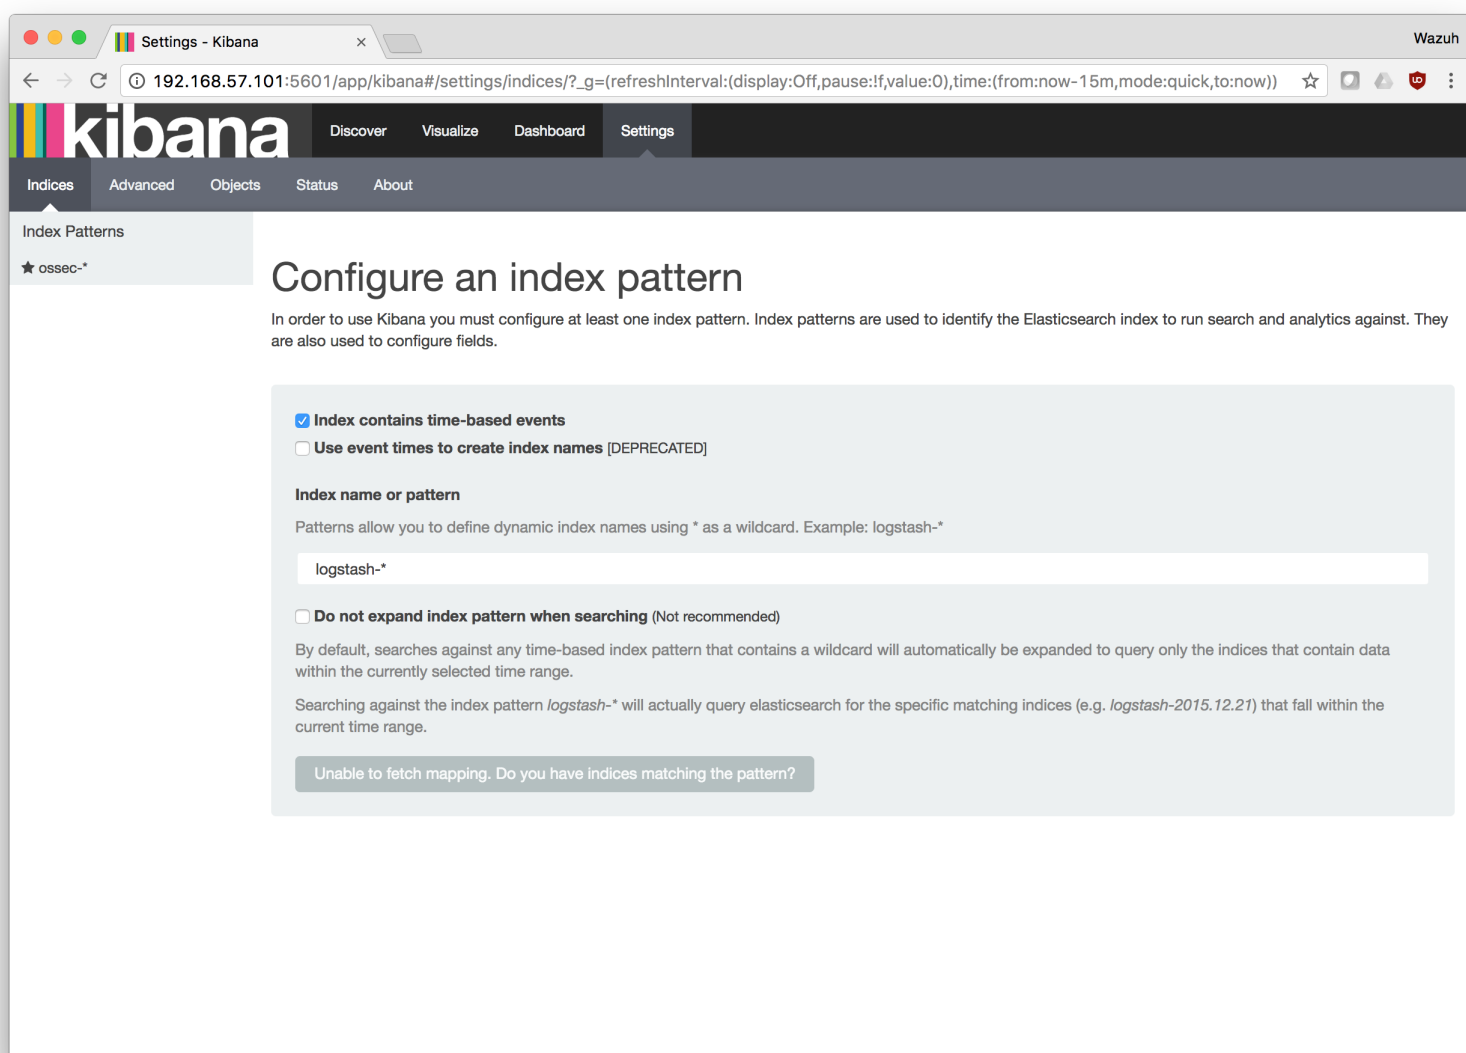 Settings - Kibana
Wazuh
192.168.57.101:5601/app/kibana#/settings/indices/?_g=(refreshInterval:(display:Off,pause:!f,value:0),time:(from:now-15m,mode:quick,to:now))
kibana Discover Visualize Dashboard Settings
Indices Advanced Objects Status About
Index Patterns
ossec-*
Configure an index pattern
In order to use Kibana you must configure at least one index pattern. Index patterns are used to identify the Elasticsearch index to run search and analytics against. They
are also used to configure fields.
Index contains time-based events
Use event times to create index names [DEPRECATED]
Index name or pattern
Patterns allow you to define dynamic index names using * as a wildcard. Example: logstash-*
logstash-*
Do not expand index pattern when searching (Not recommended)
By default, searches against any time-based index pattern that contains a wildcard will automatically be expanded to query only the indices that contain data
within the currently selected time range.
Searching against the index pattern logstash-* will actually query elasticsearch for the specific matching indices (e.g. logstash-2015.12.21) that fall within the
current time range.
Unable to fetch mapping. Do you have indices matching the pattern?